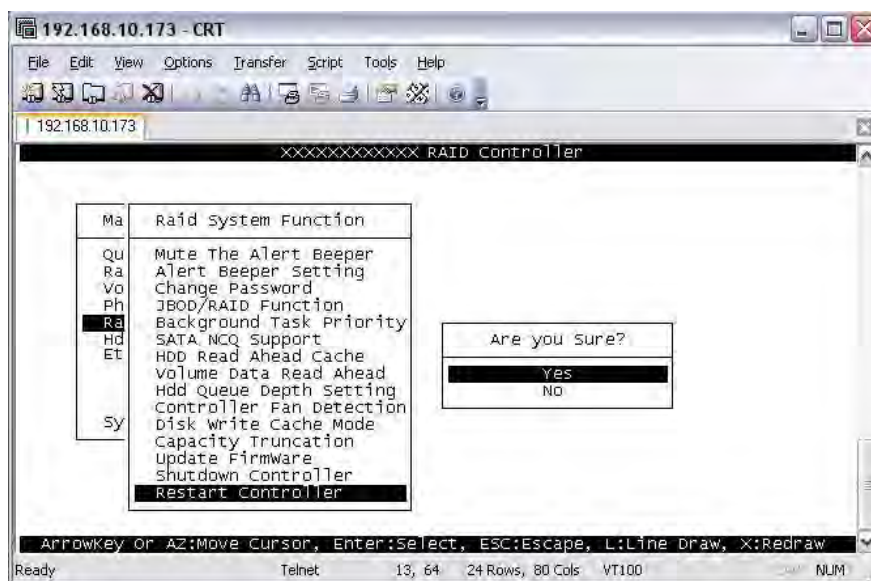 192.168.10.173 - CRT
File Edit View Options Transfer Script Tools Help
192.168.10.173
XXXXXXXXXXXX RAID Controller
Ma
Qu
Ra
Vo
Ph
Ra
Hd
Et
Sy
Raid System Function
Mute The Alert Beeper
Alert Beeper Setting
Change Password
JBOD/RAID Function
Background Task Priority
SATA NCQ Support
HDD Read Ahead Cache
Volume Data Read Ahead
Hdd Queue Depth Setting
Controller Fan Detection
Disk Write Cache Mode
Capacity Truncation
Update Firmware
Shutdown Controller
Restart Controller
Are you Sure?
Yes
No
ArrowKey Or AZ:Move Cursor, Enter:Select, ESC:Escape, L:Line Draw, X:Redraw
Ready Telnet 13, 64 24 Rows, 80 Cols VT100 NUM